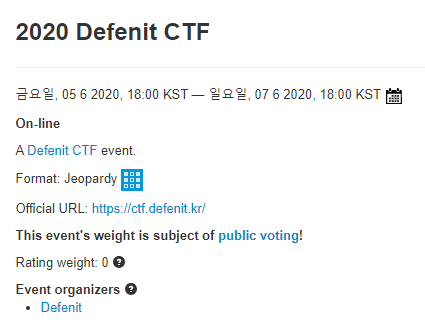 2020 Defenit CTF
금요일, 05 6 2020, 18:00 KST — 일요일, 07 6 2020, 18:00 KST
On-line
A Defenit CTF event.
Format: Jeopardy
Official URL: https://ctf.defenit.kr/
This event's weight is subject of public voting!
Rating weight: 0 ?
Event organizers ?
• Defenit